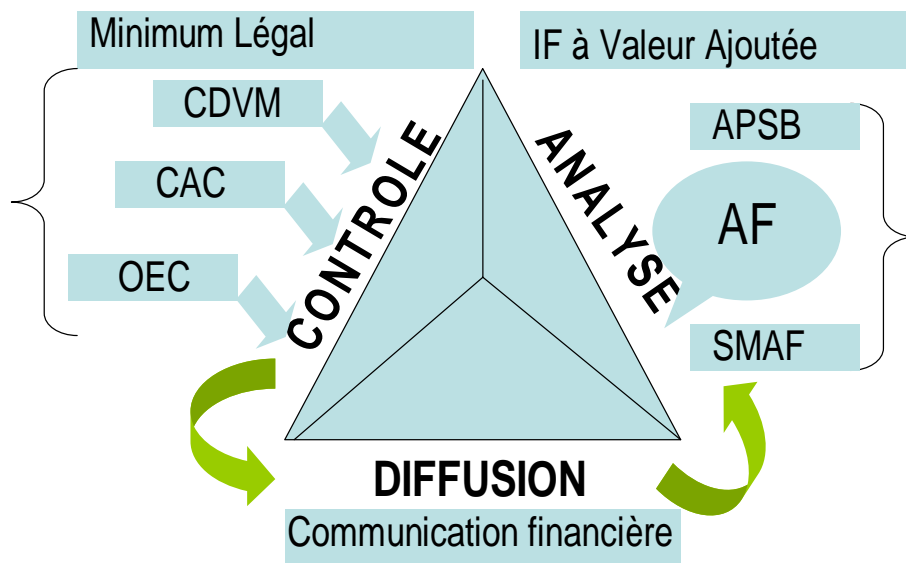 Minimum Légal
IF à Valeur Ajoutée
CDVM
CAC
OEC
CONTROLE
ANALYSE
APSB
AF
SMAF
DIFFUSION
Communication financière